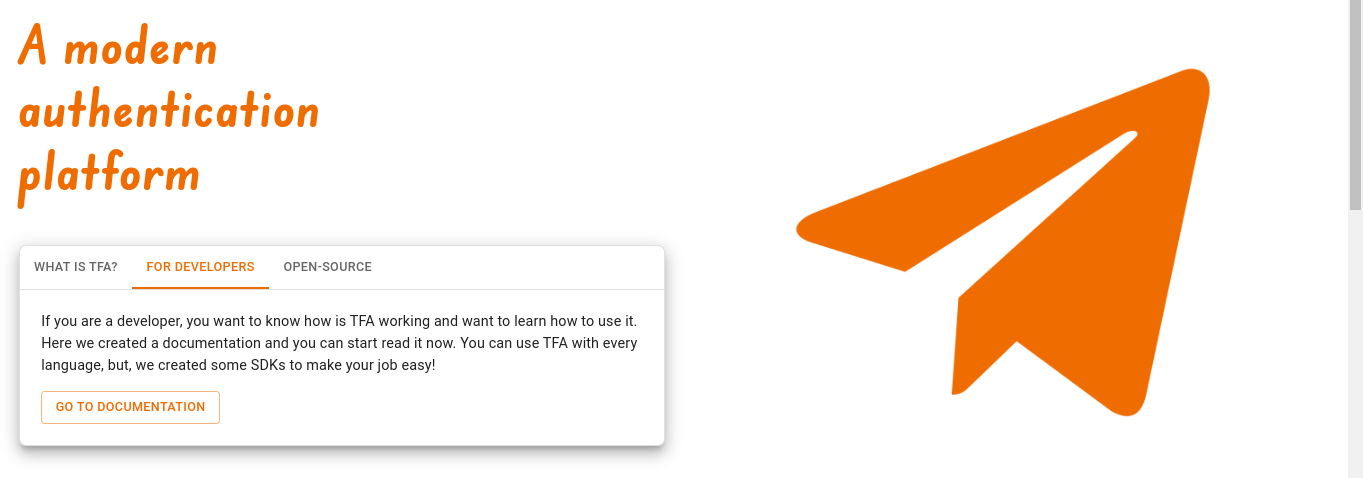 A modern
authentication
platform
WHAT IS TFA? FOR DEVELOPERS OPEN-SOURCE
If you are a developer, you want to know how is TFA working and want to learn how to use it.
Here we created a documentation and you can start read it now. You can use TFA with every
language, but, we created some SDKs to make your job easy!
GO TO DOCUMENTATION